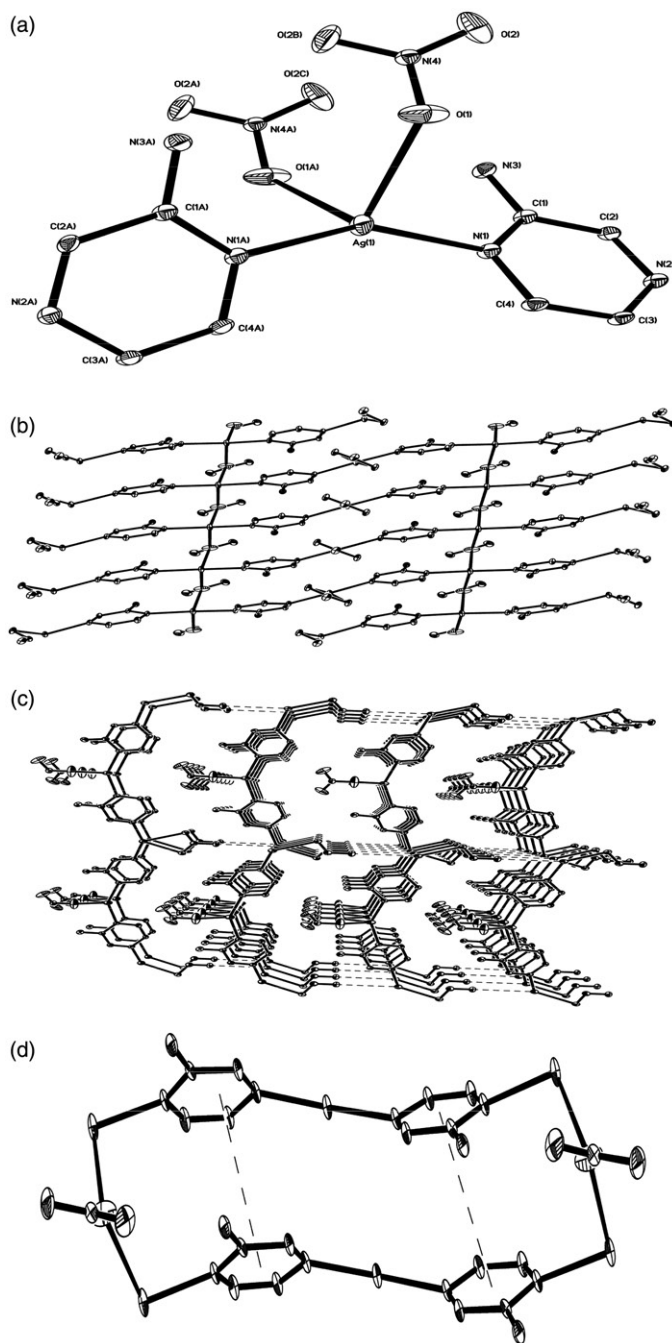 (a)
O(2B)
O(2)
N(4)
O(2A)
O(2C)
N(4A)
O(1)
N(3A)
O(1A)
N(3)
C(1A)
C(1)
C(2A)
N(1A)
Ag(1)
N(1)
C(2)
N(2
N(2A)
C(4A)
C(4)
C(3)
C(3A)
(b)
(c)
(d)